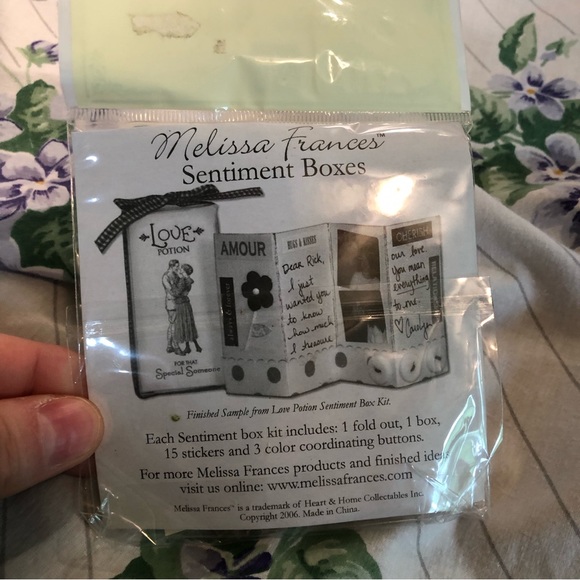 Melissa Frances™
Sentiment Boxes
LOVE
POTION
FOR THAT
Special Someone
AMOUR
HUGS & KISSES
Dear Rick,
I just
wanted you
to know
how much
I treasure
CHERISH
our love.
You mean
everything
to me.
♡ Carolyn
Finished Sample from Love Potion Sentiment Box Kit.
Each Sentiment box kit includes: 1 fold out, 1 box,
15 stickers and 3 color coordinating buttons.
For more Melissa Frances products and finished ideas
visit us online: www.melissafrances.com
Melissa Frances™ is a trademark of Heart & Home Collectables Inc.
Copyright 2006. Made in China.